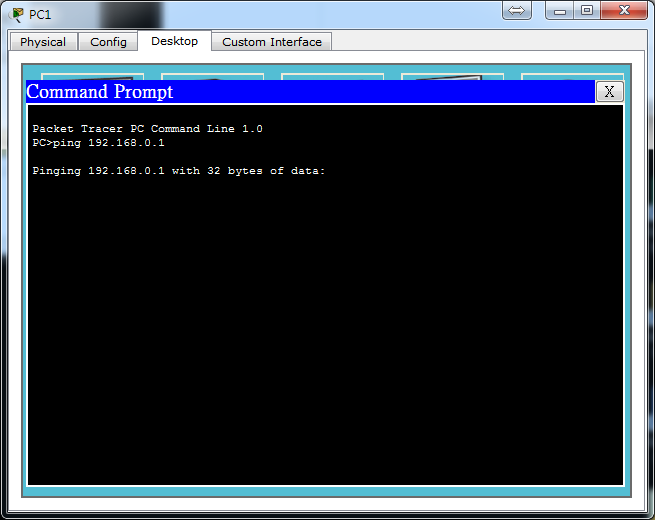 PC1
Physical Config Desktop Custom Interface
Command Prompt X
Packet Tracer PC Command Line 1.0
PC>ping 192.168.0.1
Pinging 192.168.0.1 with 32 bytes of data: